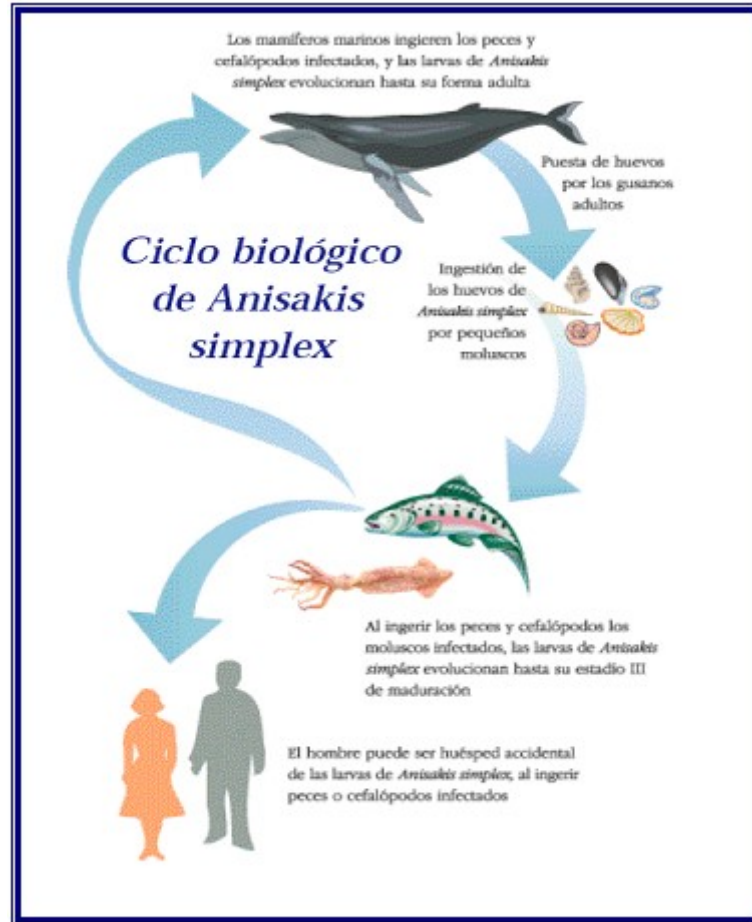 Los mamíferos marinos ingieren los peces y
cefalópodos infectados, y las larvas de Anisakis
simplex evolucionan hasta su forma adulta
Puesta de huevos
por los gusanos
adultos
Ciclo biológico
de Anisakis
simplex
Ingestión de
los huevos de
Anisakis simplex
por pequeños
moluscos
Al ingerir los peces y cefalópodos los
moluscos infectados, las larvas de Anisakis
simplex evolucionan hasta su estadío III
de maduración
El hombre puede ser huésped accidental
de las larvas de Anisakis simplex, al ingerir
peces o cefalópodos infectados